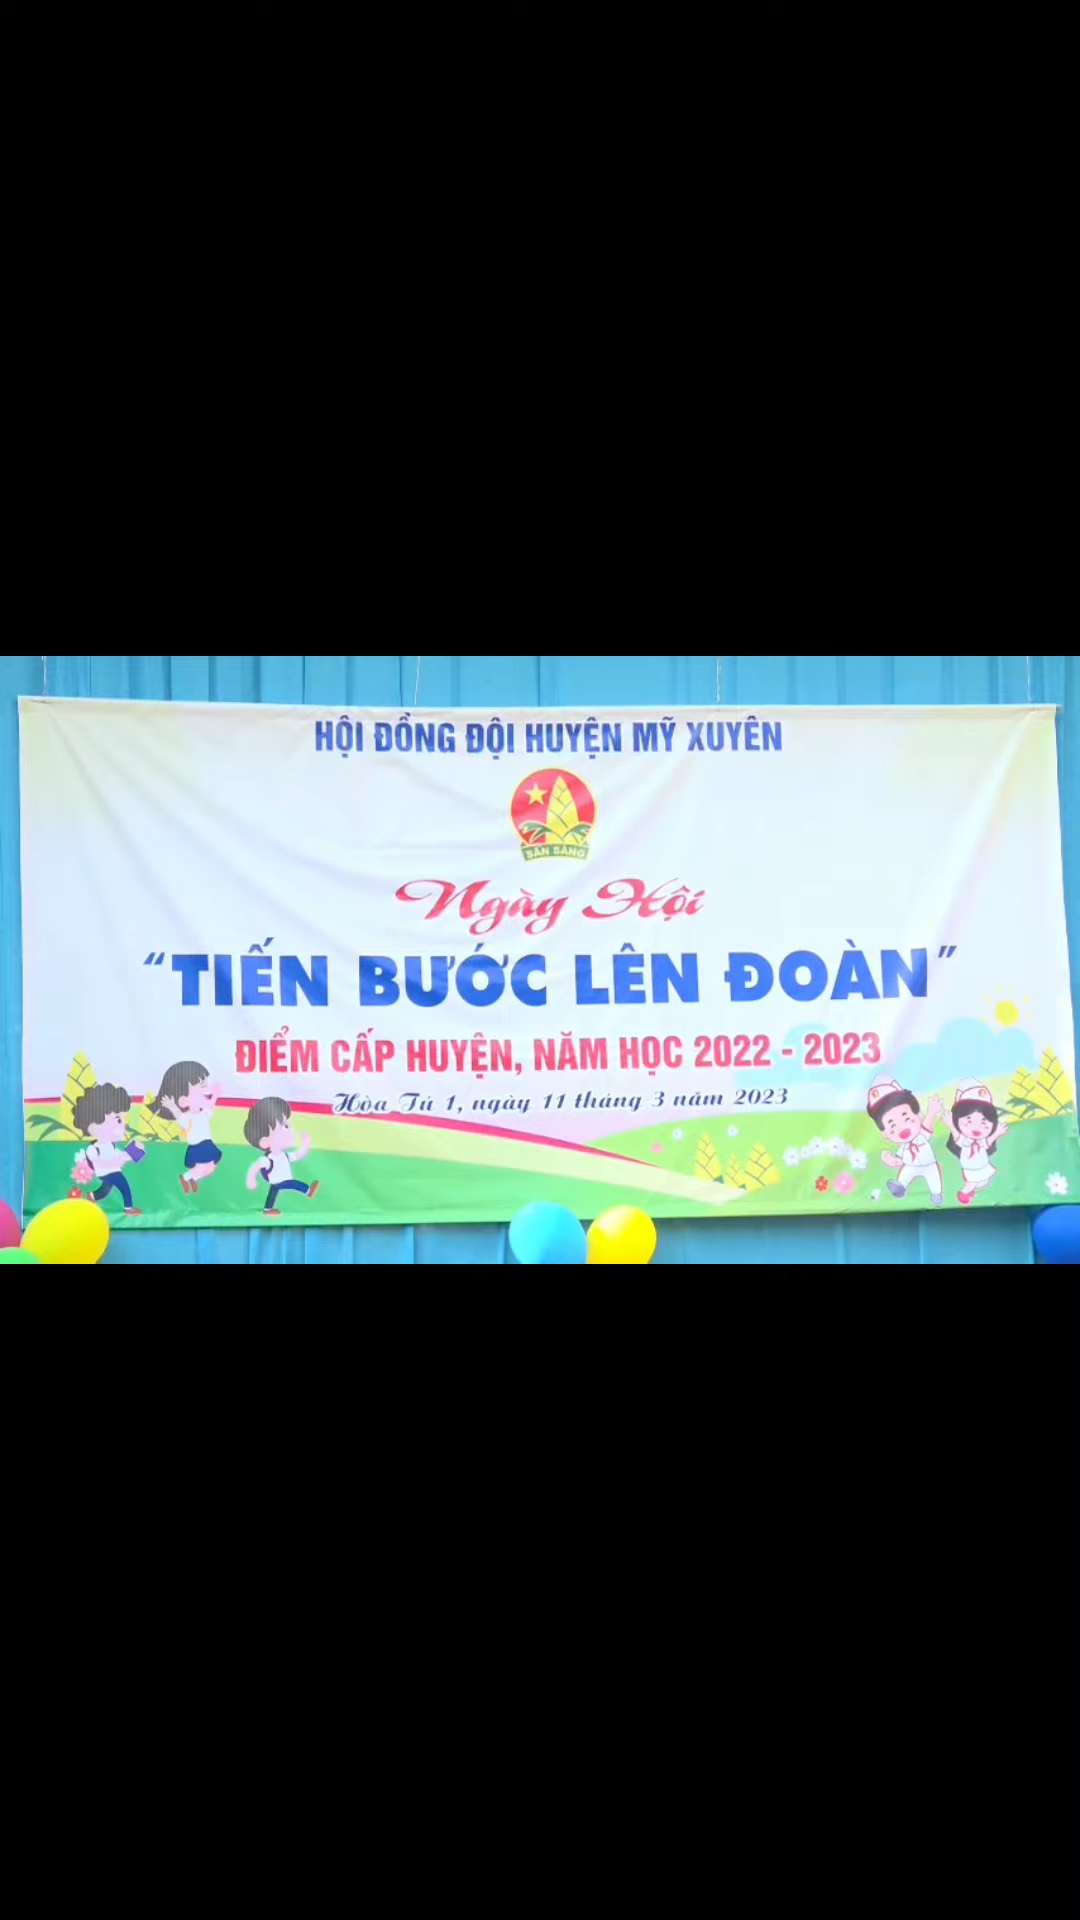 HỘI ĐỒNG ĐỘI HUYỆN MỸ XUYÊN
SẴN SÀNG
Ngày Hội
"TIẾN BƯỚC LÊN ĐOÀN"
ĐIỂM CẤP HUYỆN, NĂM HỌC 2022 - 2023
Hòa Tú 1, ngày 11 tháng 3 năm 2023